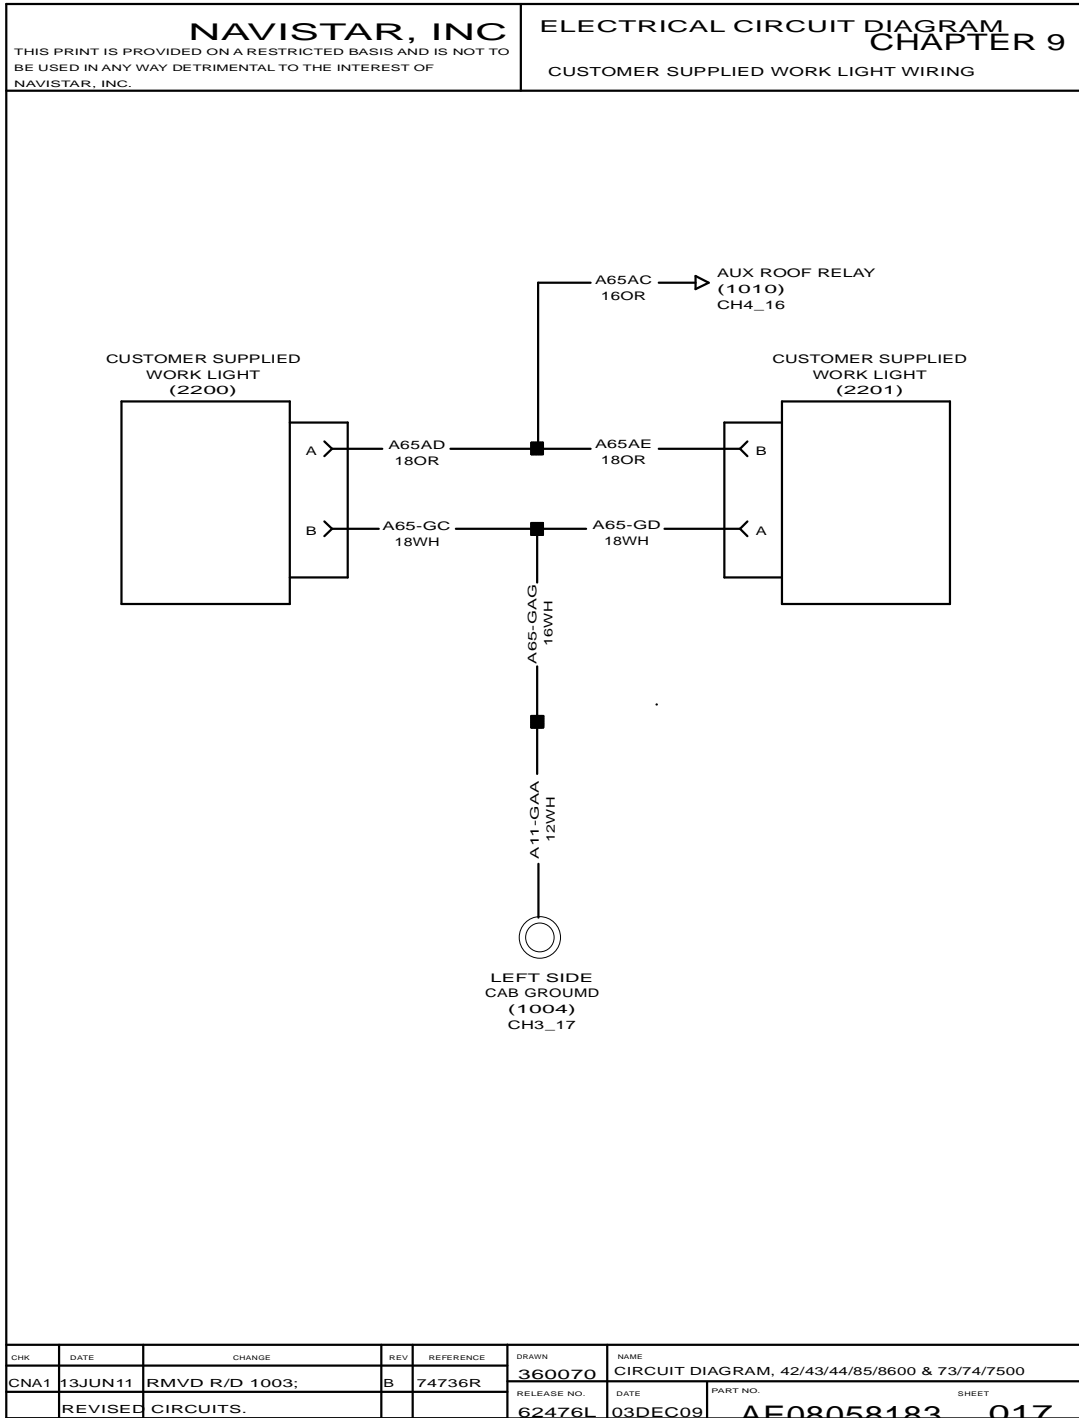 NAVISTAR, INC
THIS PRINT IS PROVIDED ON A RESTRICTED BASIS AND IS NOT TO
BE USED IN ANY WAY DETRIMENTAL TO THE INTEREST OF
NAVISTAR, INC.
ELECTRICAL CIRCUIT DIAGRAM
CHAPTER 9
CUSTOMER SUPPLIED WORK LIGHT WIRING
A65AC
16OR
AUX ROOF RELAY
(1010)
CH4_16
CUSTOMER SUPPLIED
WORK LIGHT
(2200)
CUSTOMER SUPPLIED
WORK LIGHT
(2201)
A
A65AD
18OR
A65AE
18OR
B
B
A65-GC
18WH
A65-GD
18WH
A
A65-GAG
16WH
A11-GAA
12WH
LEFT SIDE
CAB GROUMD
(1004)
CH3_17
CHK DATE CHANGE REV REFERENCE
CNA1 13JUN11 RMVD R/D 1003; B 74736R
REVISED CIRCUITS.
DRAWN
360070
NAME
CIRCUIT DIAGRAM, 42/43/44/85/8600 & 73/74/7500
RELEASE NO.
62476L
DATE
03DEC09
PART NO.
AE08058183
SHEET
017